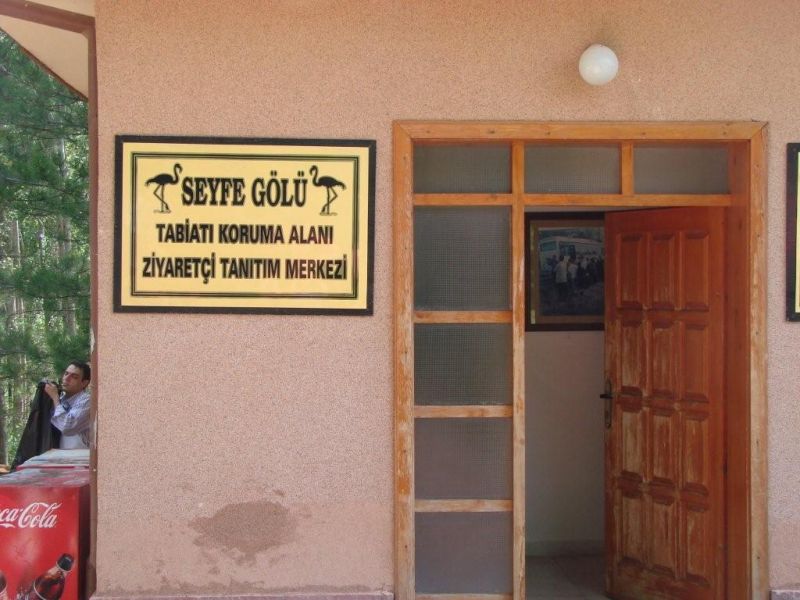 SEYFE GÖLÜ
TABİATI KORUMA ALANI
ZİYARETÇİ TANITIM MERKEZİ
Coca-Cola